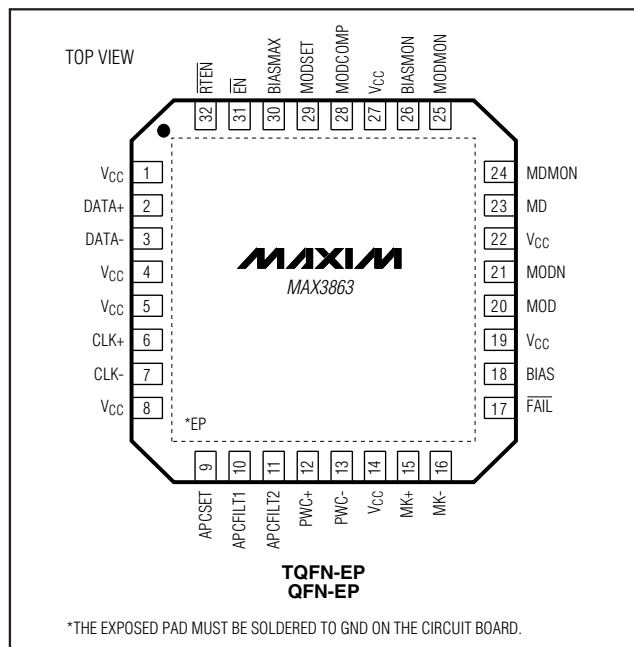 TOP VIEW
R̅T̅E̅N̅
E̅N̅
BIASMAX
MODSET
MODCOMP
VCC
BIASMON
MODMON
32 31 30 29 28 27 26 25
VCC 1
DATA+ 2
DATA- 3
VCC 4
VCC 5
CLK+ 6
CLK- 7
VCC 8
24 MDMON
23 MD
22 VCC
21 MODN
20 MOD
19 VCC
18 BIAS
17 F̅A̅I̅L̅
MAXIM
MAX3863
*EP
9 10 11 12 13 14 15 16
APCSET
APCFILT1
APCFILT2
PWC+
PWC-
VCC
MK+
MK-
TQFN-EP
QFN-EP
*THE EXPOSED PAD MUST BE SOLDERED TO GND ON THE CIRCUIT BOARD.